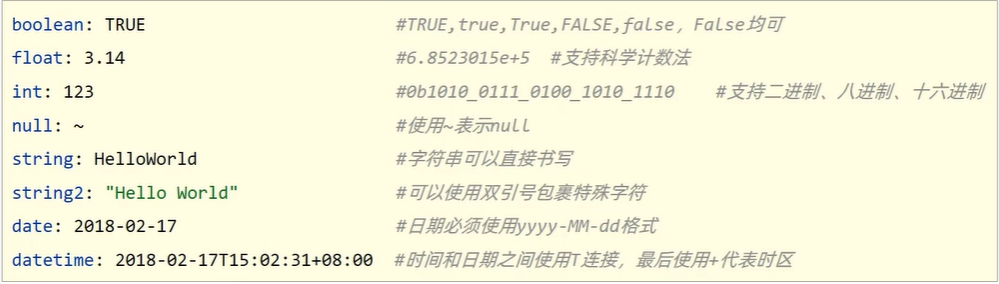 boolean: TRUE #TRUE,true,True,FALSE,false，False均可
float: 3.14 #6.8523015e+5 #支持科学计数法
int: 123 #0b1010_0111_0100_1010_1110 #支持二进制、八进制、十六进制
null: ~ #使用~表示null
string: HelloWorld #字符串可以直接书写
string2: "Hello World" #可以使用双引号包裹特殊字符
date: 2018-02-17 #日期必须使用yyyy-MM-dd格式
datetime: 2018-02-17T15:02:31+08:00 #时间和日期之间使用T连接，最后使用+代表时区